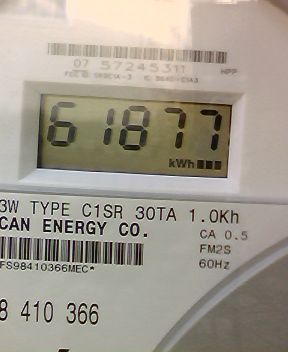 07 57245311
HPP
61877
kWh
3W TYPE C1SR 30TA 1.0Kh
CAN ENERGY CO.
CA 0.5
FM2S
FS98410366MEC*
60Hz
8 410 366